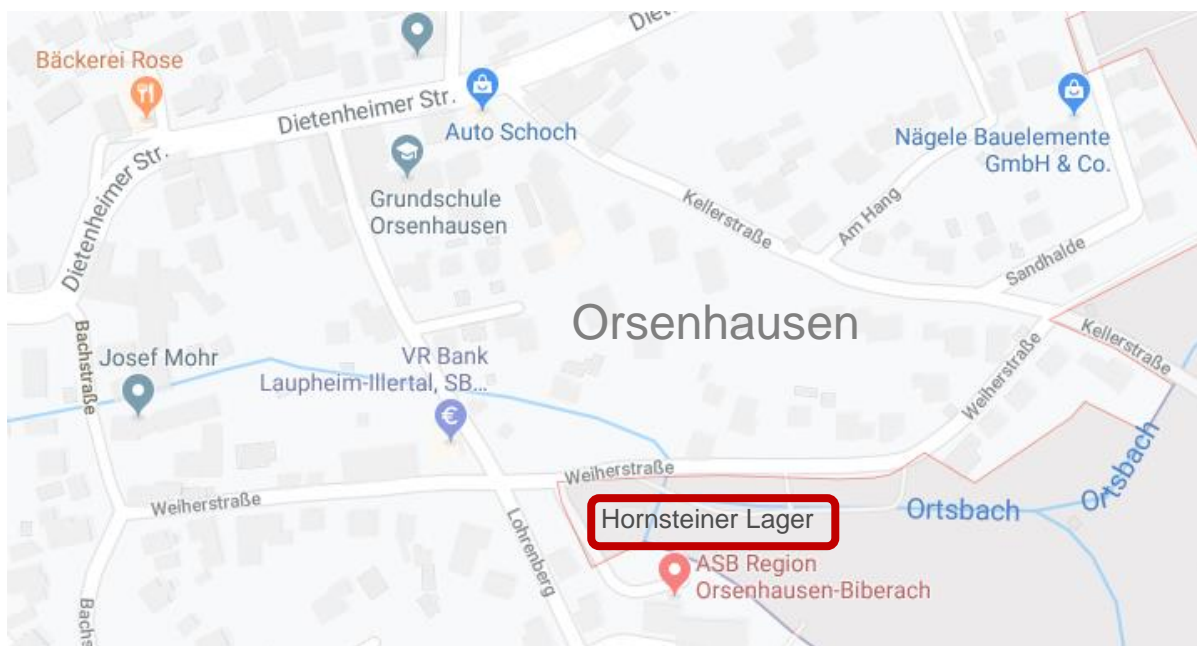 Diet
Bäckerei Rose
Dietenheimer Str.
Auto Schoch
Nägele Bauelemente
GmbH & Co.
Dietenheimer Str.
Grundschule
Orsenhausen
Kellerstraße
Am Hang
Sandhalde
Orsenhausen
Kellerstraße
Bachstraße
Josef Mohr
VR Bank
Laupheim-Illertal, SB...
Weiherstraße
Weiherstraße
Weiherstraße
Ortsbach
Hornsteiner Lager
Ortsbach
Lohrenberg
ASB Region
Orsenhausen-Biberach
Bachs